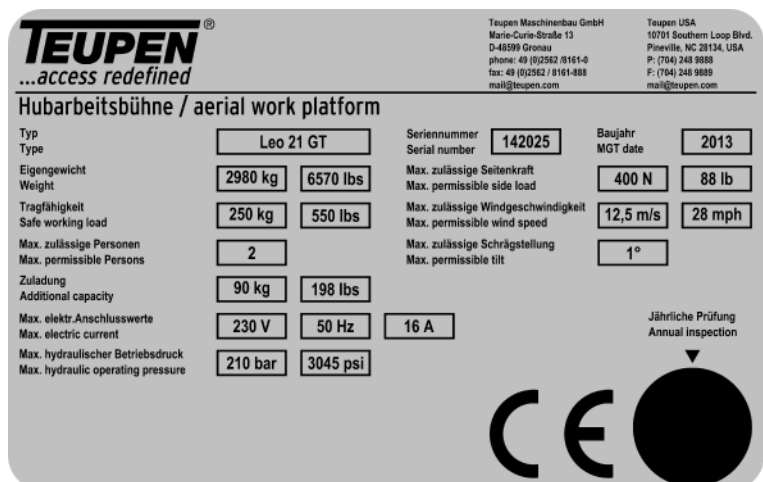 TEUPEN®
...access redefined
Teupen Maschinenbau GmbH
Marie-Curie-Straße 13
D-48599 Gronau
phone: 49 (0)2562 /8161-0
fax: 49 (0)2562 / 8161-888
mail@teupen.com
Teupen USA
10701 Southern Loop Blvd.
Pineville, NC 28134, USA
P: (704) 248 9888
F: (704) 248 9889
mail@teupen.com
Hubarbeitsbühne / aerial work platform
Typ
Type
Leo 21 GT
Seriennummer
Serial number
142025
Baujahr
MGT date
2013
Eigengewicht
Weight
2980 kg
6570 lbs
Max. zulässige Seitenkraft
Max. permissible side load
400 N
88 lb
Tragfähigkeit
Safe working load
250 kg
550 lbs
Max. zulässige Windgeschwindigkeit
Max. permissible wind speed
12,5 m/s
28 mph
Max. zulässige Personen
Max. permissible Persons
2
Max. zulässige Schrägstellung
Max. permissible tilt
1°
Zuladung
Additional capacity
90 kg
198 lbs
Max. elektr.Anschlusswerte
Max. electric current
230 V
50 Hz
16 A
Max. hydraulischer Betriebsdruck
Max. hydraulic operating pressure
210 bar
3045 psi
Jährliche Prüfung
Annual inspection
CE